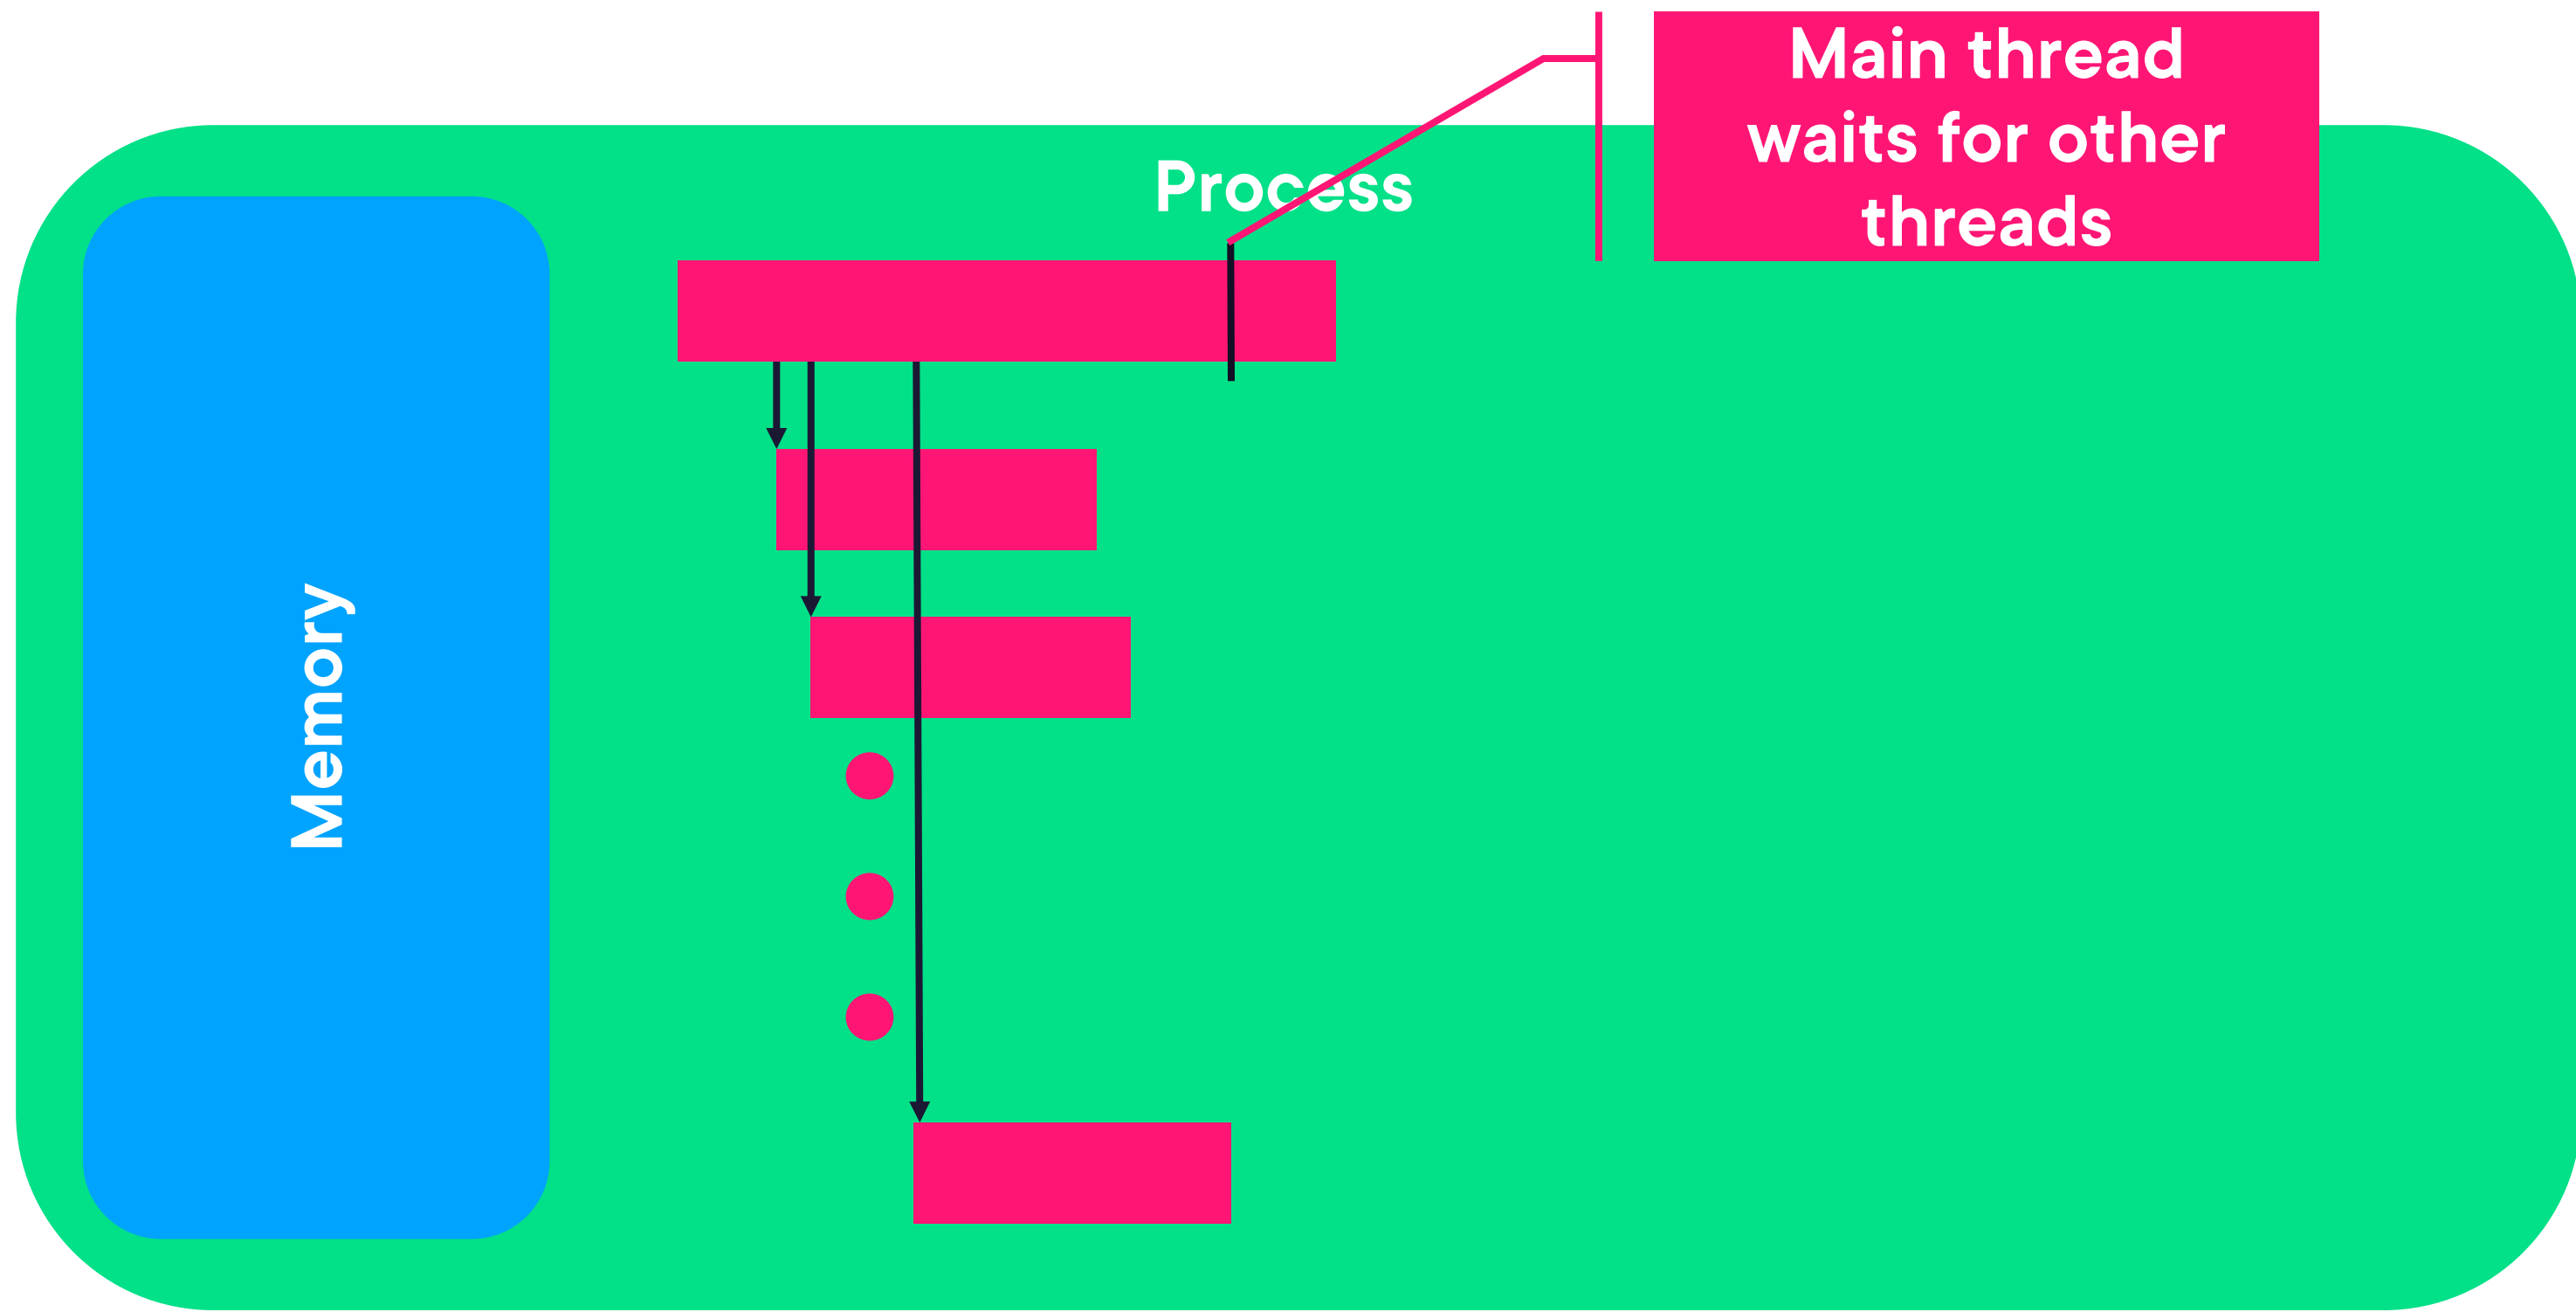 Main thread
waits for other
threads
Process
Memory